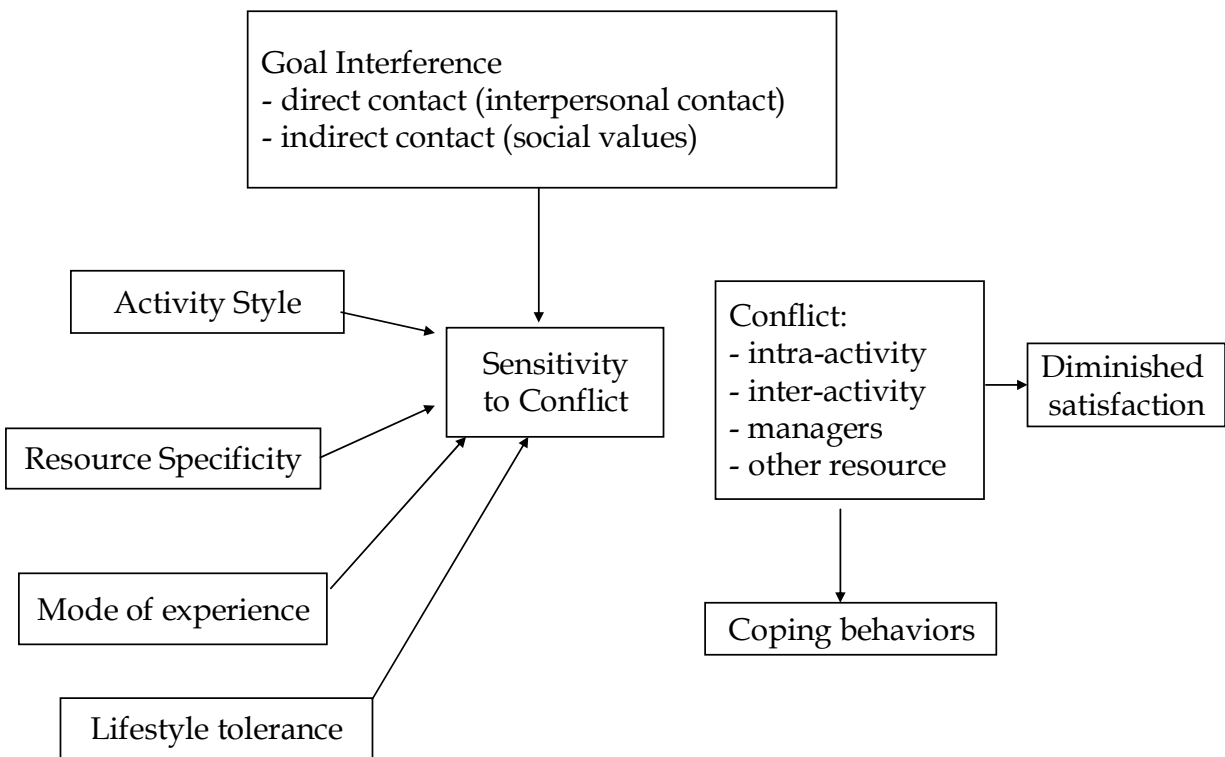 Goal Interference
- direct contact (interpersonal contact)
- indirect contact (social values)
Activity Style
Resource Specificity
Mode of experience
Lifestyle tolerance
Sensitivity
to Conflict
Conflict:
- intra-activity
- inter-activity
- managers
- other resource
Diminished
satisfaction
Coping behaviors